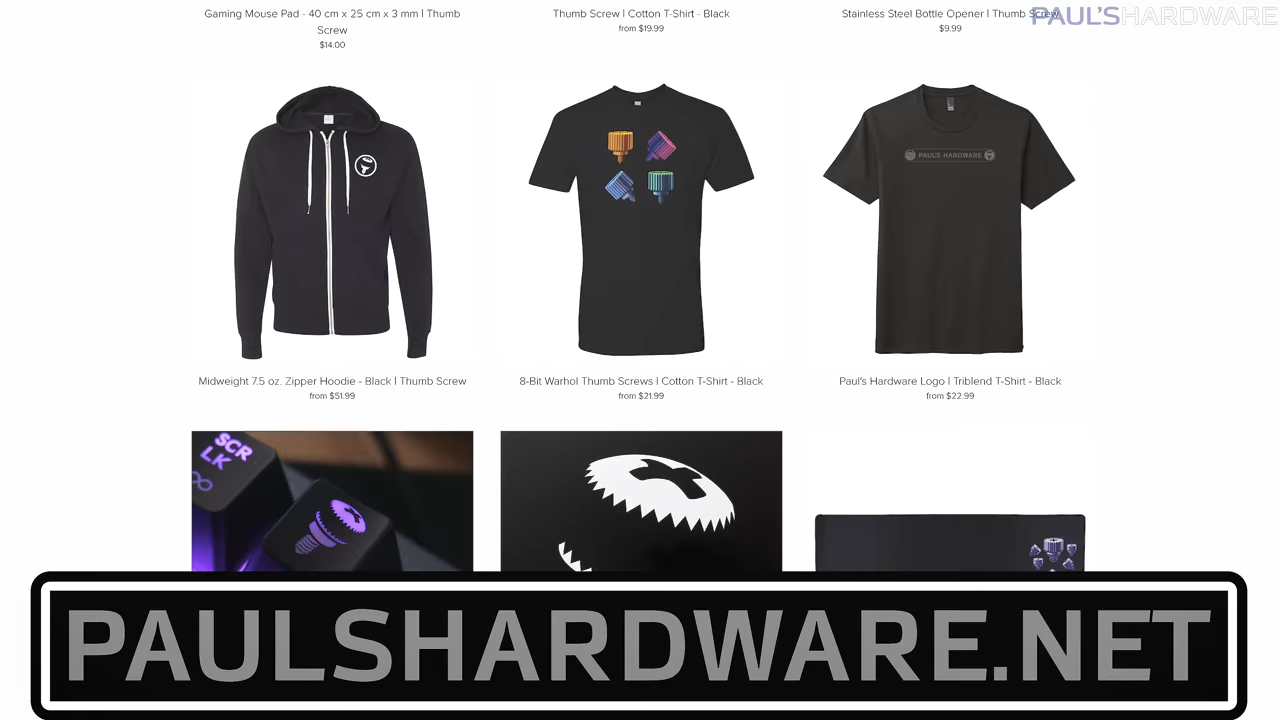 Gaming Mouse Pad - 40 cm x 25 cm x 3 mm | Thumb
Screw
$14.00
Thumb Screw | Cotton T-Shirt - Black
from $19.99
Stainless Steel Bottle Opener | Thumb Screw
$9.99
PAUL'SHARDWARE
PAUL'S HARDWARE
Midweight 7.5 oz. Zipper Hoodie - Black | Thumb Screw
from $51.99
8-Bit Warhol Thumb Screws | Cotton T-Shirt - Black
from $21.99
Paul's Hardware Logo | Triblend T-Shirt - Black
from $22.99
SCR
LK
PAULSHARDWARE.NET